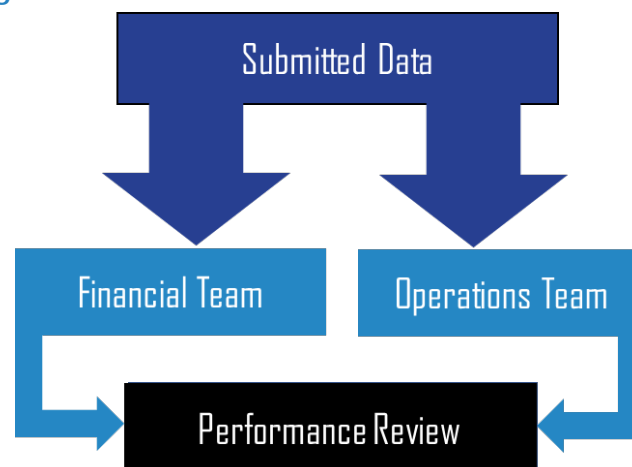 Submitted Data
Financial Team
Operations Team
Performance Review